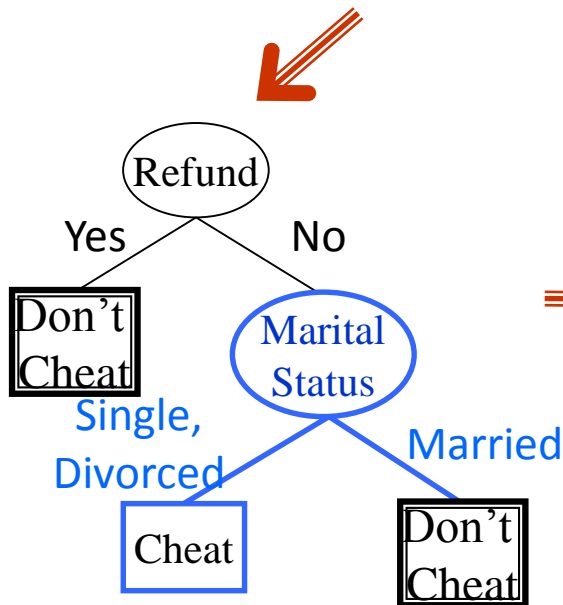 Refund
Yes
No
Don’t
Cheat
Marital
Status
Single,
Divorced
Married
Cheat
Don’t
Cheat